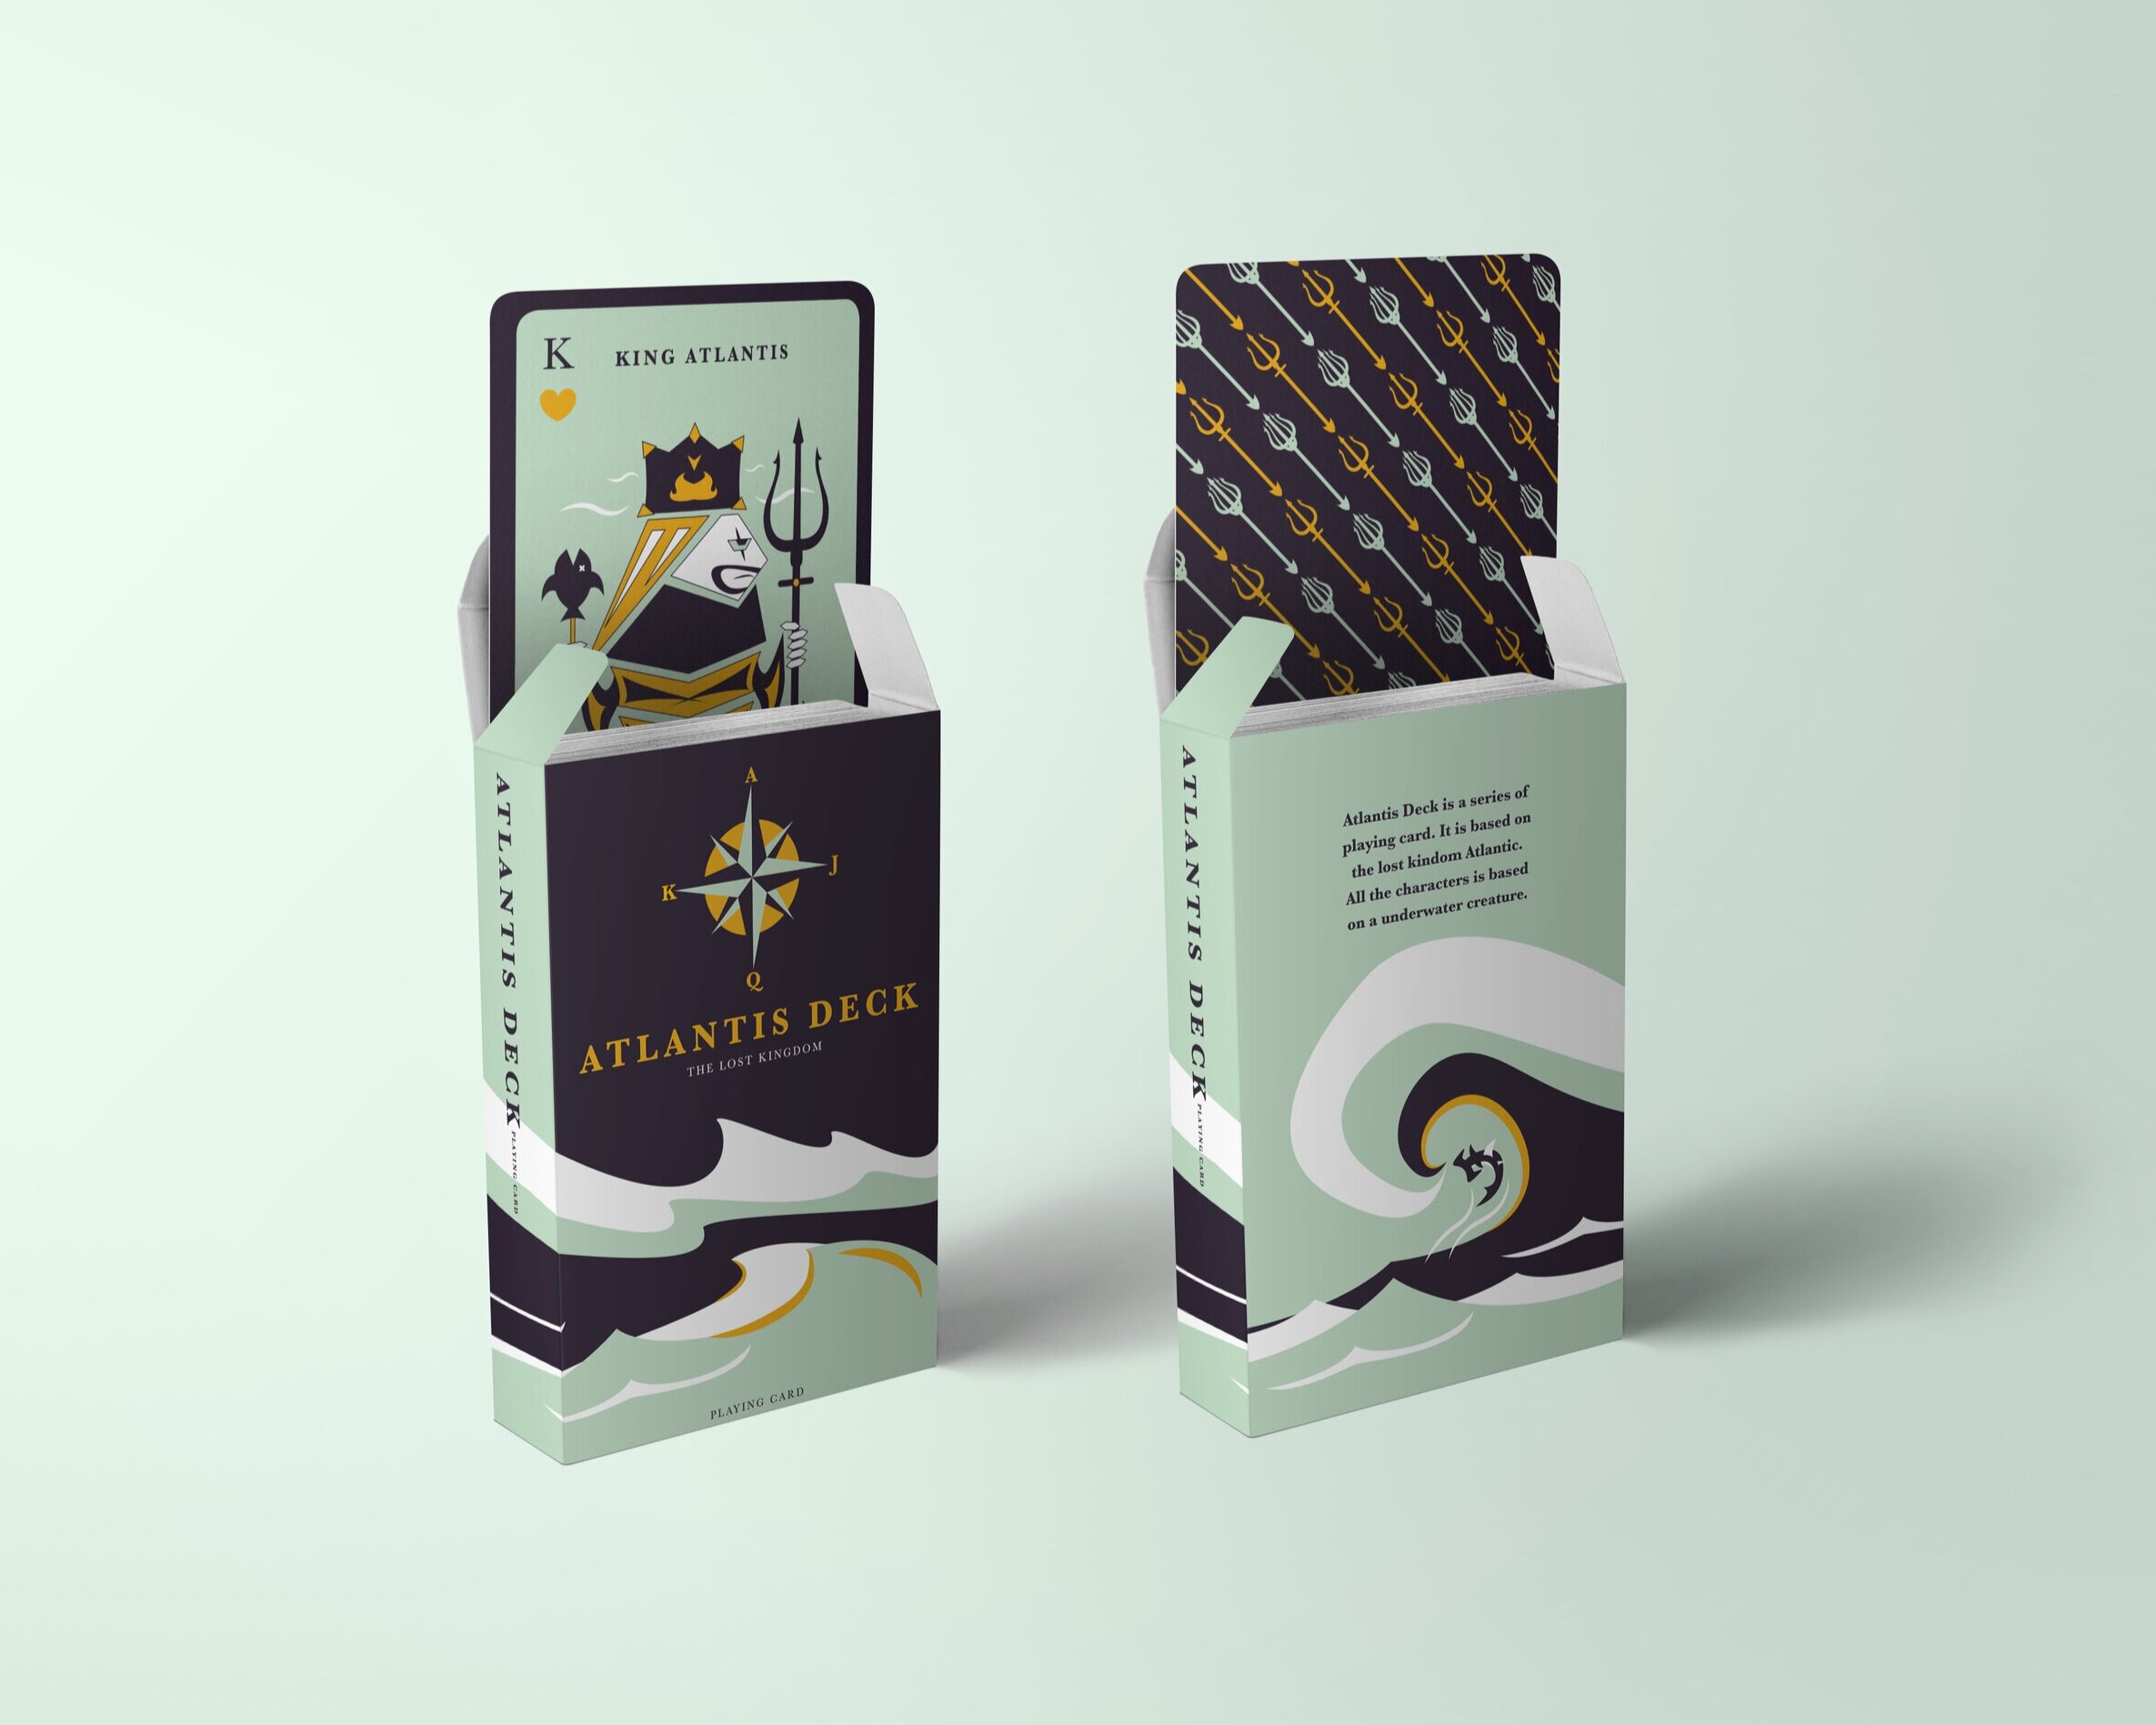 K
KING ATLANTIS
A
K
J
Q
ATLANTIS DECK
THE LOST KINGDOM
PLAYING CARD
ATLANTIS DECK PLAYING CARD
Atlantis Deck is a series of
playing card. It is based on
the lost kindom Atlantic.
All the characters is based
on a underwater creature.
ATLANTIS DECK PLAYING CARD